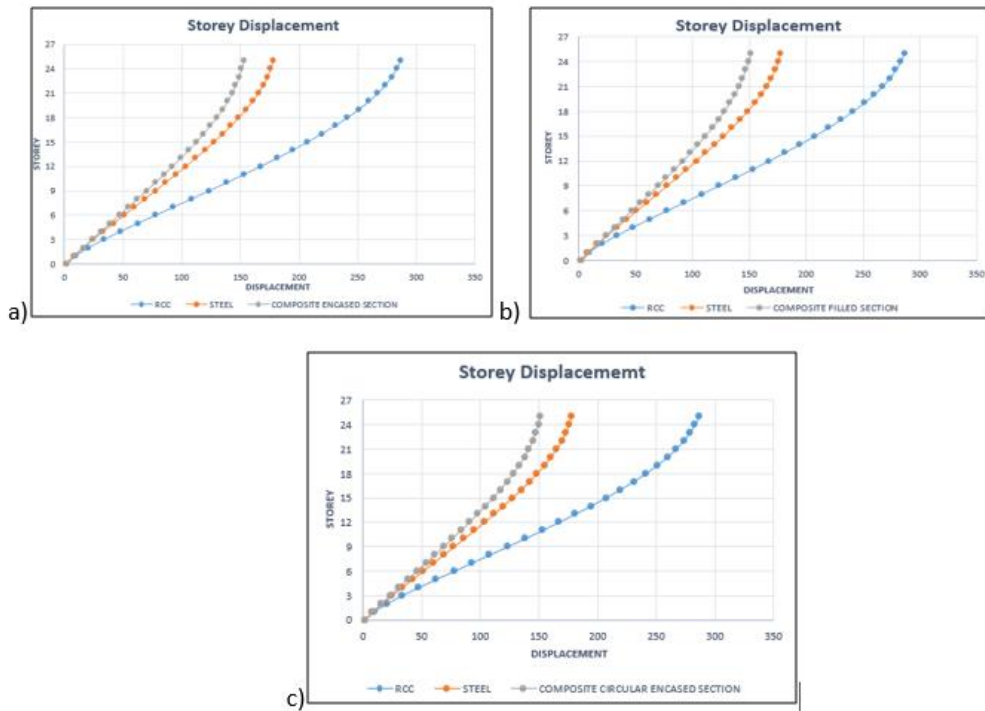 Storey Displacement
27
24
21
18
15
12
9
6
3
0
STOREY
0 50 100 150 200 250 300 350
DISPLACEMENT
RCC STEEL COMPOSITE ENCASED SECTION
a)
Storey Displacement
27
24
21
18
15
12
9
6
3
0
STOREY
0 50 100 150 200 250 300 350
DISPLACEMENT
RCC STEEL COMPOSITE FILLED SECTION
b)
Storey Displacememt
27
24
21
18
15
12
9
6
3
0
STOREY
0 50 100 150 200 250 300 350
DISPLACEMENT
RCC STEEL COMPOSITE CIRCULAR ENCASED SECTION
c)